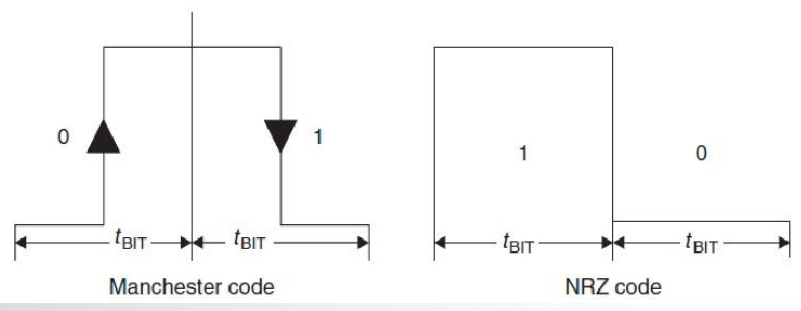 0
1
1
0
tBIT
tBIT
tBIT
tBIT
Manchester code
NRZ code